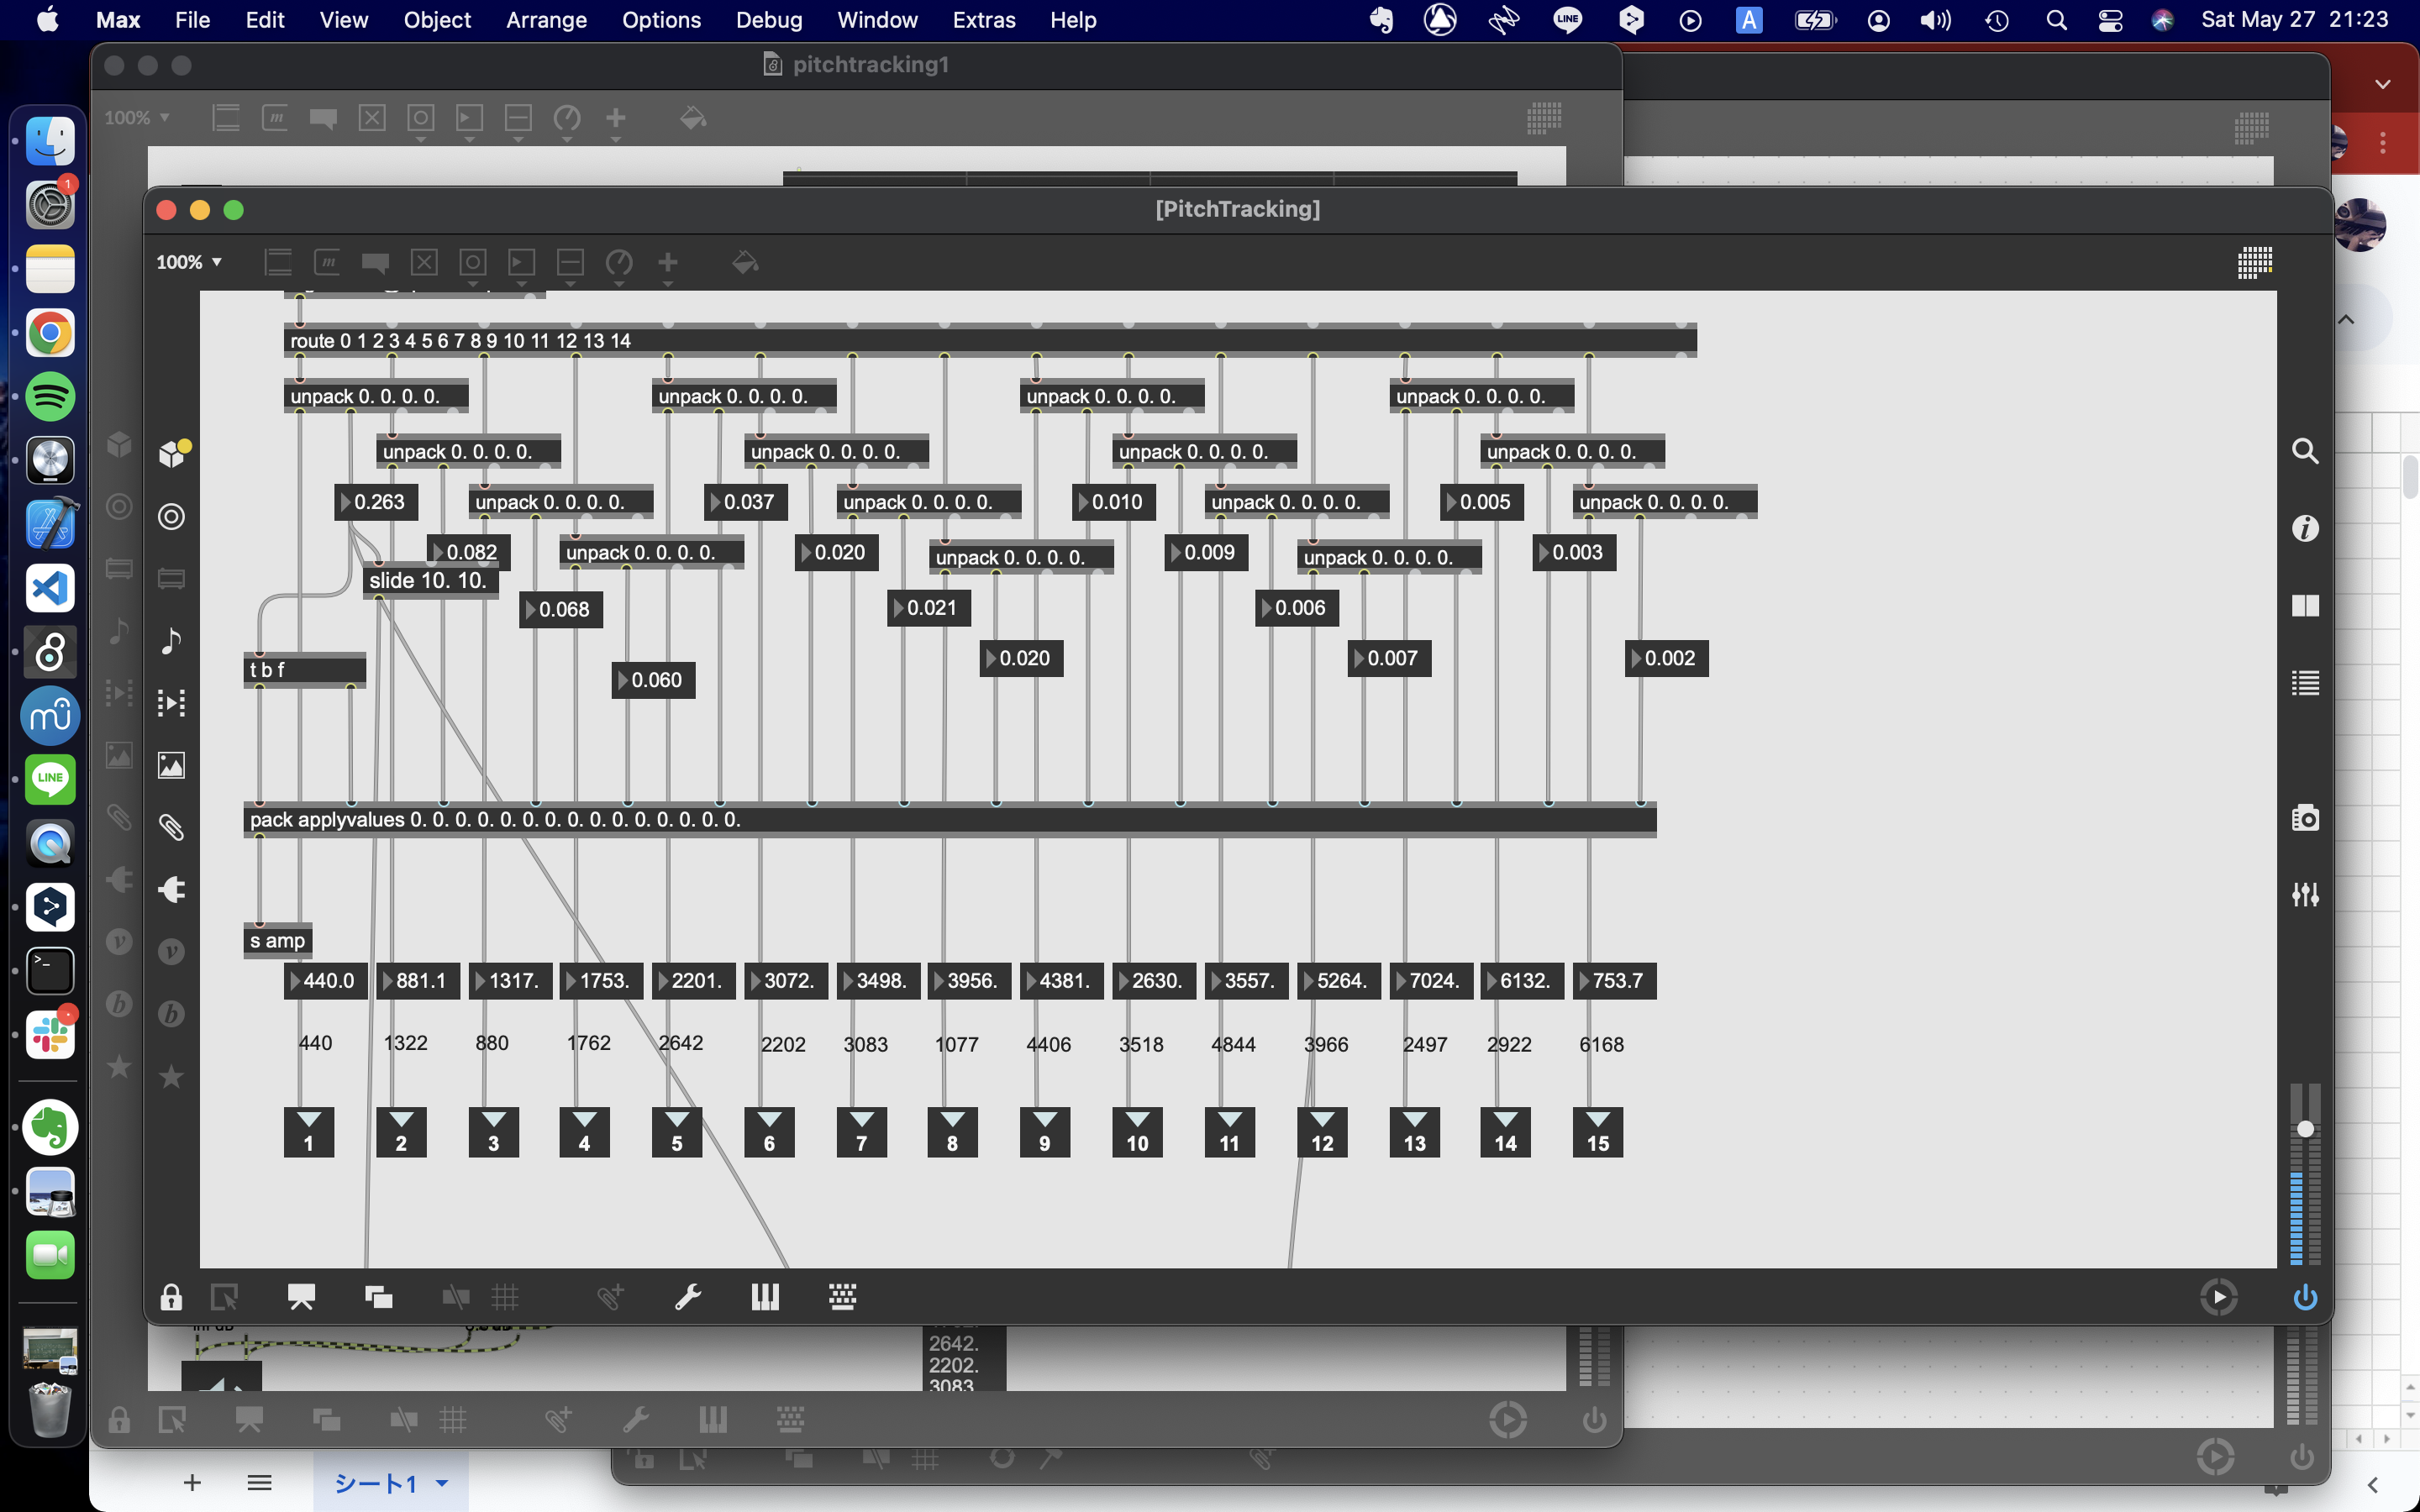 Max File Edit View Object Arrange Options Debug Window Extras Help
LINE A Sat May 27 21:23
pitchtracking1
100%
[PitchTracking]
100%
route 0 1 2 3 4 5 6 7 8 9 10 11 12 13 14
unpack 0. 0. 0. 0. unpack 0. 0. 0. 0. unpack 0. 0. 0. 0. unpack 0. 0. 0. 0.
unpack 0. 0. 0. 0. unpack 0. 0. 0. 0. unpack 0. 0. 0. 0. unpack 0. 0. 0. 0.
0.263 unpack 0. 0. 0. 0. 0.037 unpack 0. 0. 0. 0. 0.010 unpack 0. 0. 0. 0. 0.005 unpack 0. 0. 0. 0.
0.082 unpack 0. 0. 0. 0. 0.020 unpack 0. 0. 0. 0. 0.009 unpack 0. 0. 0. 0. 0.003
slide 10. 10.
0.068 0.021 0.006
0.020 0.007 0.002
t b f 0.060
pack applyvalues 0. 0. 0. 0. 0. 0. 0. 0. 0. 0. 0. 0. 0. 0. 0.
s amp
440.0 881.1 1317. 1753. 2201. 3072. 3498. 3956. 4381. 2630. 3557. 5264. 7024. 6132. 753.7
440 1322 880 1762 2642 2202 3083 1077 4406 3518 4844 3966 2497 2922 6168
1 2 3 4 5 6 7 8 9 10 11 12 13 14 15
2642.
2202.
3083
シート1
1
LINE